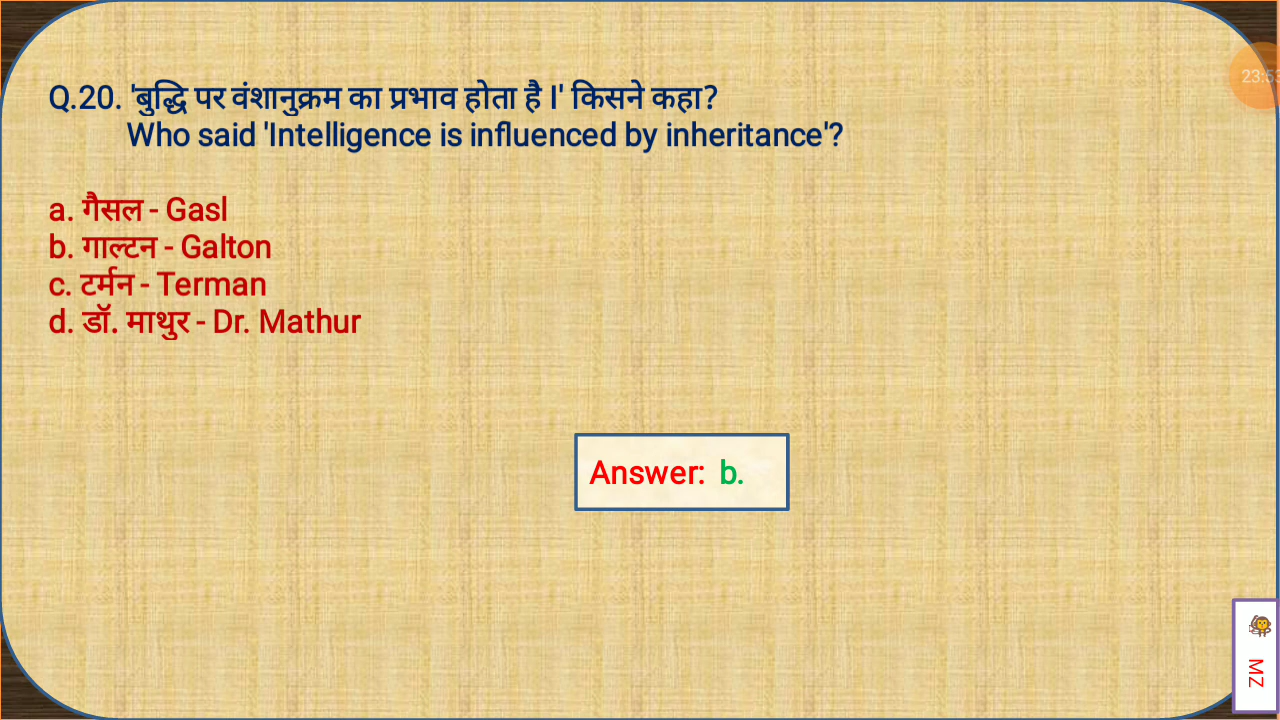 Q.20. 'बुद्धि पर वंशानुक्रम का प्रभाव होता है I' किसने कहा?
Who said 'Intelligence is influenced by inheritance'?
a. गैसल - Gasl
b. गाल्टन - Galton
c. टर्मन - Terman
d. डॉ. माथुर - Dr. Mathur
Answer: b.
MZ